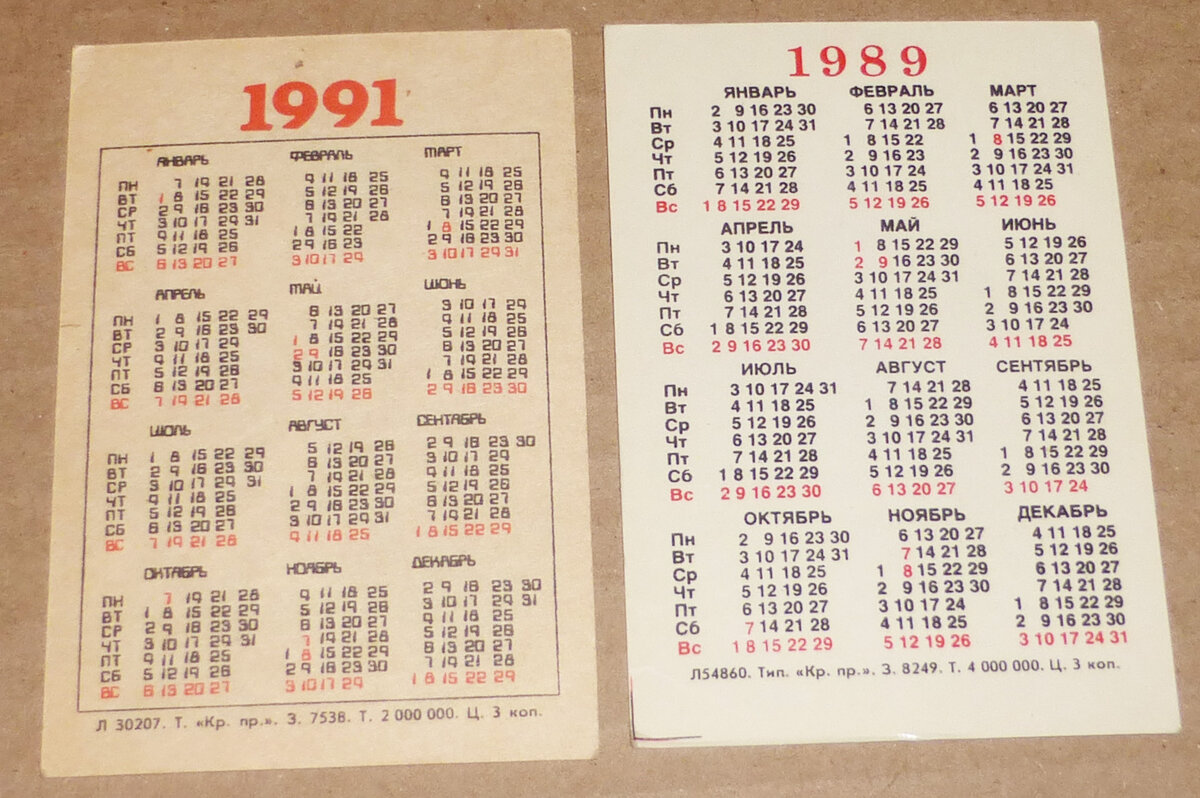 1991
ЯНВАРЬ ФЕВРАЛЬ МАРТ
ПН 7 14 21 28 4 11 18 25 4 11 18 25
ВТ 1 8 15 22 29 5 12 19 26 5 12 19 26
СР 2 9 16 23 30 6 13 20 27 6 13 20 27
ЧТ 3 10 17 24 31 7 14 21 28 7 14 21 28
ПТ 4 11 18 25 1 8 15 22 1 8 15 22 29
СБ 5 12 19 26 2 9 16 23 2 9 16 23 30
ВС 6 13 20 27 3 10 17 24 3 10 17 24 31
АПРЕЛЬ МАЙ ИЮНЬ
ПН 1 8 15 22 29 6 13 20 27 3 10 17 24
ВТ 2 9 16 23 30 7 14 21 28 4 11 18 25
СР 3 10 17 24 1 8 15 22 29 5 12 19 26
ЧТ 4 11 18 25 2 9 16 23 30 6 13 20 27
ПТ 5 12 19 26 3 10 17 24 31 7 14 21 28
СБ 6 13 20 27 4 11 18 25 1 8 15 22 29
ВС 7 14 21 28 5 12 19 26 2 9 16 23 30
ИЮЛЬ АВГУСТ СЕНТЯБРЬ
ПН 1 8 15 22 29 5 12 19 26 2 9 16 23 30
ВТ 2 9 16 23 30 6 13 20 27 3 10 17 24
СР 3 10 17 24 31 7 14 21 28 4 11 18 25
ЧТ 4 11 18 25 1 8 15 22 29 5 12 19 26
ПТ 5 12 19 26 2 9 16 23 30 6 13 20 27
СБ 6 13 20 27 3 10 17 24 31 7 14 21 28
ВС 7 14 21 28 4 11 18 25 1 8 15 22 29
ОКТЯБРЬ НОЯБРЬ ДЕКАБРЬ
ПН 7 14 21 28 4 11 18 25 2 9 16 23 30
ВТ 1 8 15 22 29 5 12 19 26 3 10 17 24 31
СР 2 9 16 23 30 6 13 20 27 4 11 18 25
ЧТ 3 10 17 24 31 7 14 21 28 5 12 19 26
ПТ 4 11 18 25 1 8 15 22 29 6 13 20 27
СБ 5 12 19 26 2 9 16 23 30 7 14 21 28
ВС 6 13 20 27 3 10 17 24 1 8 15 22 29
Л 30207. Т. «Кр. пр.». З. 7538. Т. 2 000 000. Ц. 3 коп.
1989
ЯНВАРЬ ФЕВРАЛЬ МАРТ
Пн 2 9 16 23 30 6 13 20 27 6 13 20 27
Вт 3 10 17 24 31 7 14 21 28 7 14 21 28
Ср 4 11 18 25 1 8 15 22 1 8 15 22 29
Чт 5 12 19 26 2 9 16 23 2 9 16 23 30
Пт 6 13 20 27 3 10 17 24 3 10 17 24 31
Сб 7 14 21 28 4 11 18 25 4 11 18 25
Вс 1 8 15 22 29 5 12 19 26 5 12 19 26
АПРЕЛЬ МАЙ ИЮНЬ
Пн 3 10 17 24 1 8 15 22 29 5 12 19 26
Вт 4 11 18 25 2 9 16 23 30 6 13 20 27
Ср 5 12 19 26 3 10 17 24 31 7 14 21 28
Чт 6 13 20 27 4 11 18 25 1 8 15 22 29
Пт 7 14 21 28 5 12 19 26 2 9 16 23 30
Сб 1 8 15 22 29 6 13 20 27 3 10 17 24
Вс 2 9 16 23 30 7 14 21 28 4 11 18 25
ИЮЛЬ АВГУСТ СЕНТЯБРЬ
Пн 3 10 17 24 31 7 14 21 28 4 11 18 25
Вт 4 11 18 25 1 8 15 22 29 5 12 19 26
Ср 5 12 19 26 2 9 16 23 30 6 13 20 27
Чт 6 13 20 27 3 10 17 24 31 7 14 21 28
Пт 7 14 21 28 4 11 18 25 1 8 15 22 29
Сб 1 8 15 22 29 5 12 19 26 2 9 16 23 30
Вс 2 9 16 23 30 6 13 20 27 3 10 17 24
ОКТЯБРЬ НОЯБРЬ ДЕКАБРЬ
Пн 2 9 16 23 30 6 13 20 27 4 11 18 25
Вт 3 10 17 24 31 7 14 21 28 5 12 19 26
Ср 4 11 18 25 1 8 15 22 29 6 13 20 27
Чт 5 12 19 26 2 9 16 23 30 7 14 21 28
Пт 6 13 20 27 3 10 17 24 1 8 15 22 29
Сб 7 14 21 28 4 11 18 25 2 9 16 23 30
Вс 1 8 15 22 29 5 12 19 26 3 10 17 24 31
Л54860. Тип. «Кр. пр.». З. 8249. Т. 4 000 000. Ц. 3 коп.